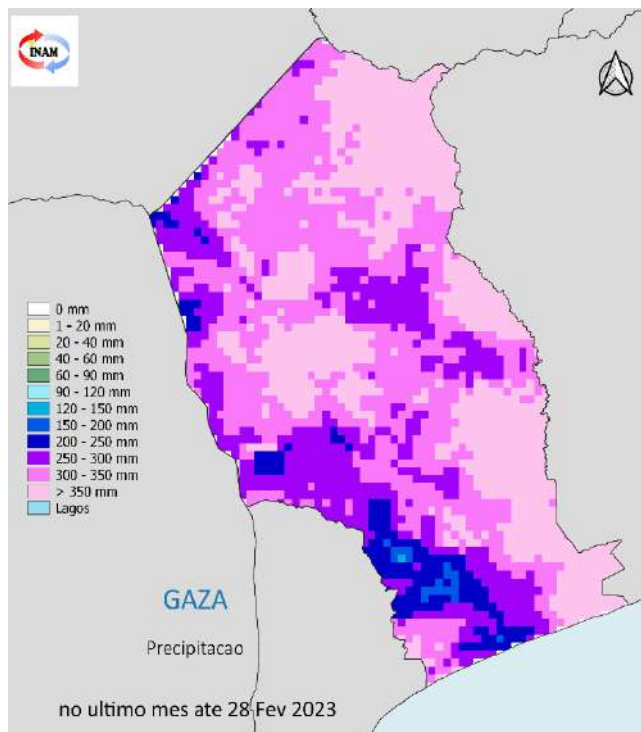 INAM
0 mm
1 - 20 mm
20 - 40 mm
40 - 60 mm
60 - 90 mm
90 - 120 mm
120 - 150 mm
150 - 200 mm
200 - 250 mm
250 - 300 mm
300 - 350 mm
> 350 mm
Lagos
GAZA
Precipitacao
no ultimo mes ate 28 Fev 2023